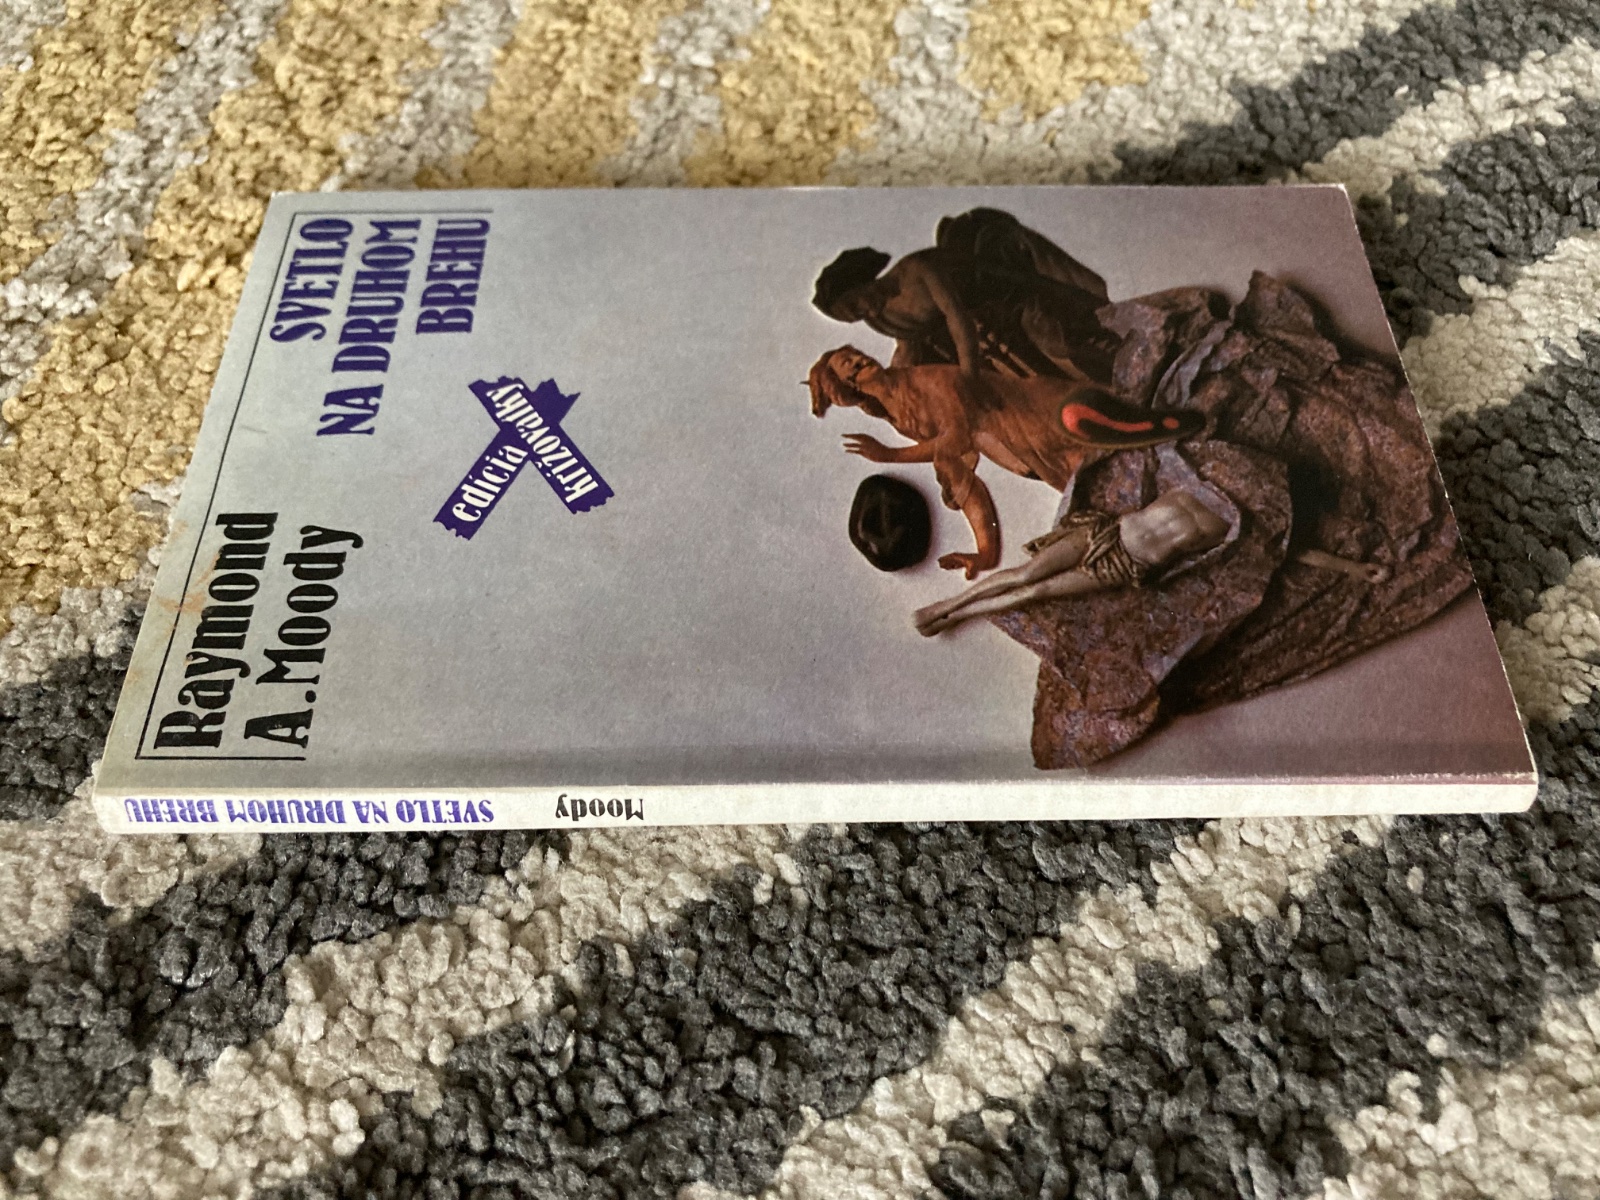 Raymond
A.Moody
SVETLO
NA DRUHOM
BREHU
edícia
križovatky
SVETLO NA DRUHOM BREHU
Moody